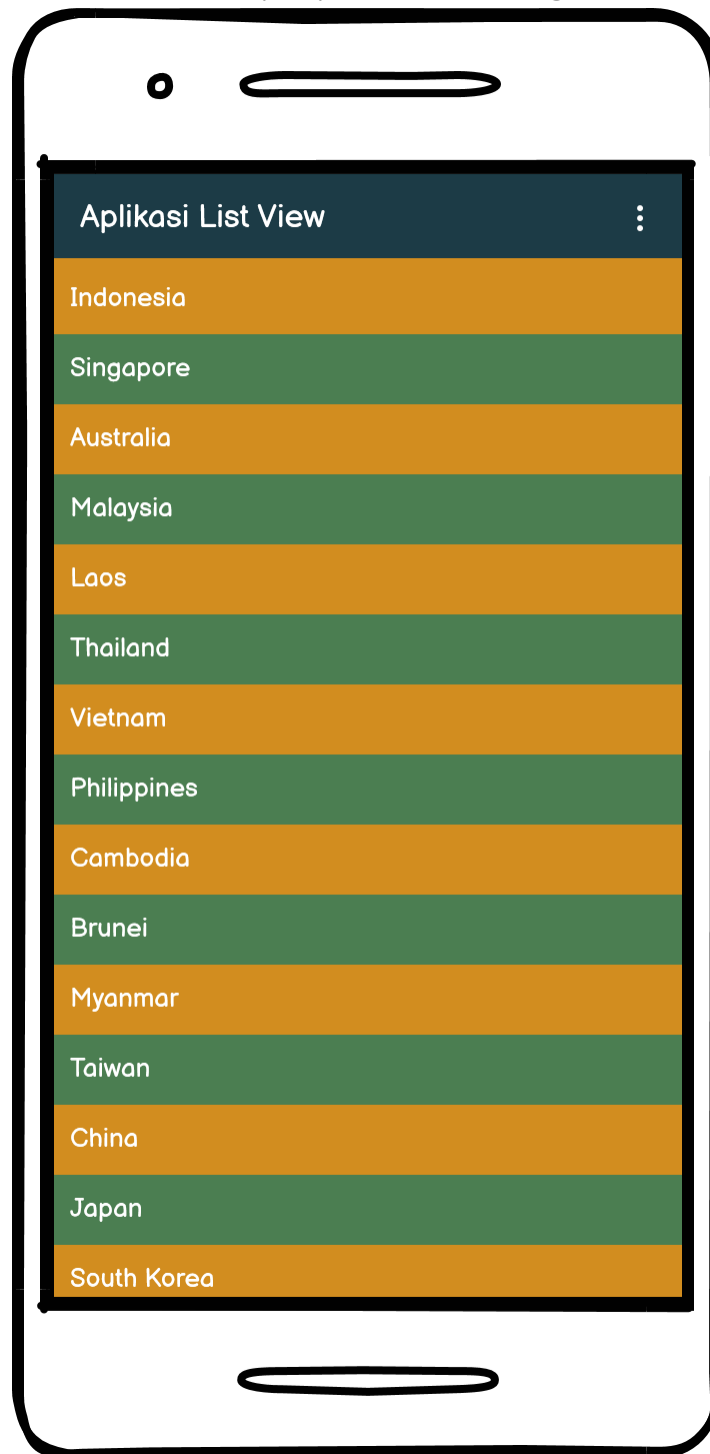 Aplikasi List View
Indonesia
Singapore
Australia
Malaysia
Laos
Thailand
Vietnam
Philippines
Cambodia
Brunei
Myanmar
Taiwan
China
Japan
South Korea